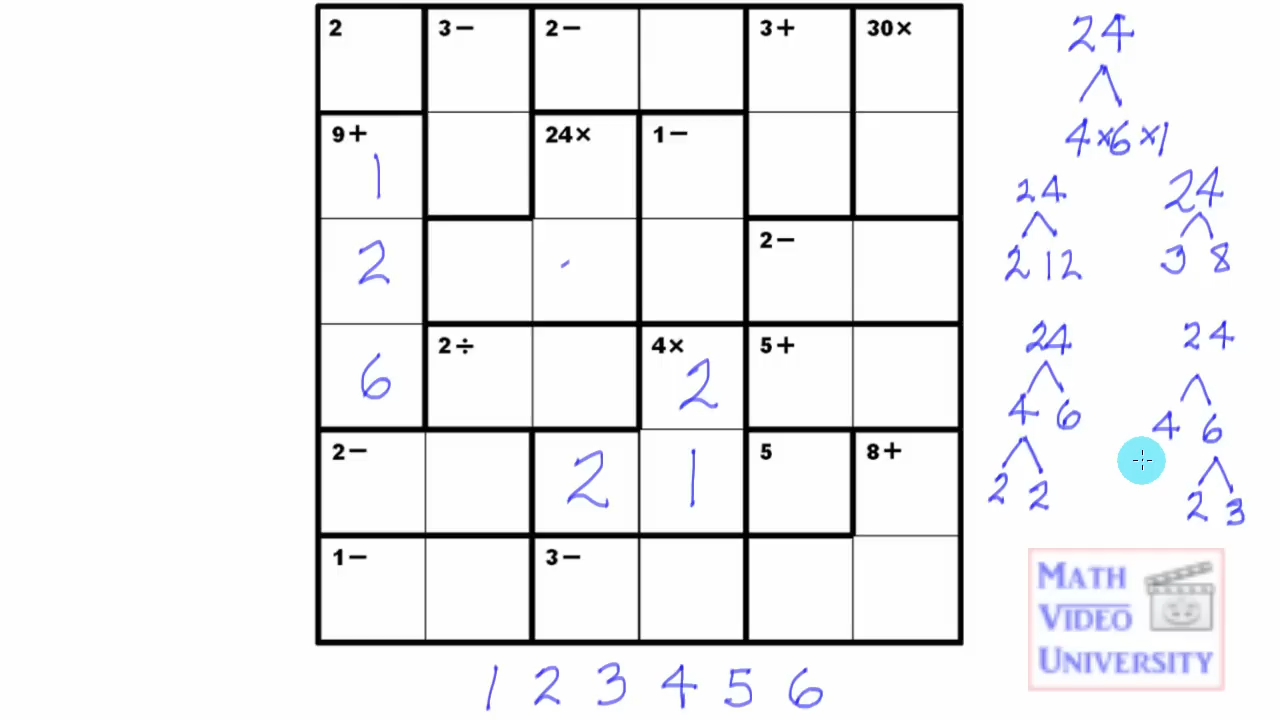 2 3− 2− 3+ 30×
9+ 24× 1−
1
2 2−
6 2÷ 4× 5+
2
2− 5 8+
2 1
1− 3−
1 2 3 4 5 6
24
4×6×1
24
2 12
24
3 8
24
4 6
2 2
24
4 6
2 3
MATH
VIDEO
UNIVERSITY